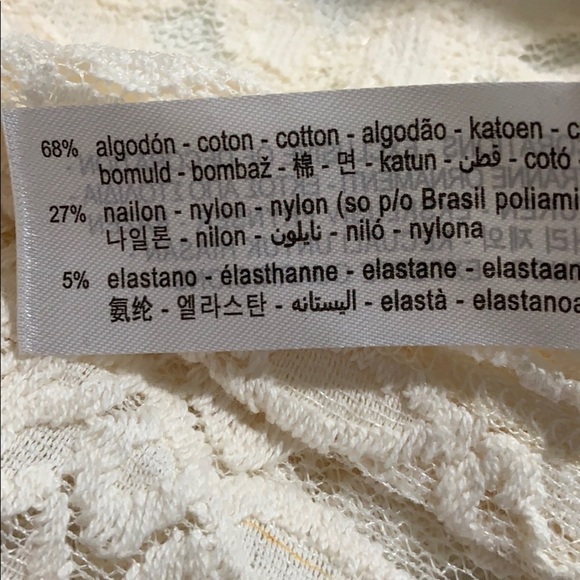 68% algodón - coton - cotton - algodão - katoen - c
bomuld - bombaž - 棉 - 면 - katun - قطن - cotó
27% nailon - nylon - nylon (so p/o Brasil poliami
나일론 - nilon - نايلون - niló - nylona
5% elastano - élasthanne - elastane - elastaan
氨纶 - 엘라스탄 - اليستانه - elastà - elastanoa